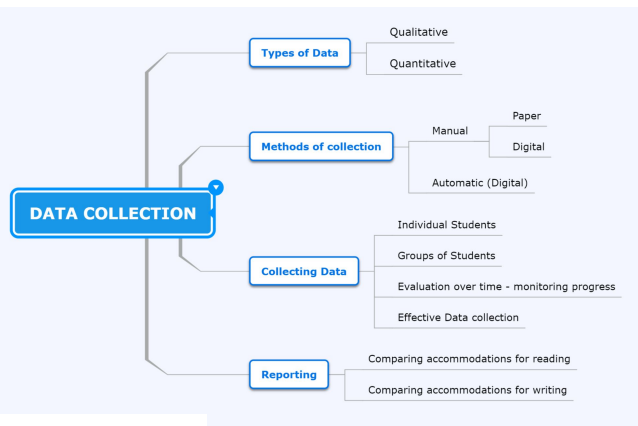 DATA COLLECTION
Types of Data
Qualitative
Quantitative
Methods of collection
Manual
Paper
Digital
Automatic (Digital)
Collecting Data
Individual Students
Groups of Students
Evaluation over time - monitoring progress
Effective Data collection
Reporting
Comparing accommodations for reading
Comparing accommodations for writing